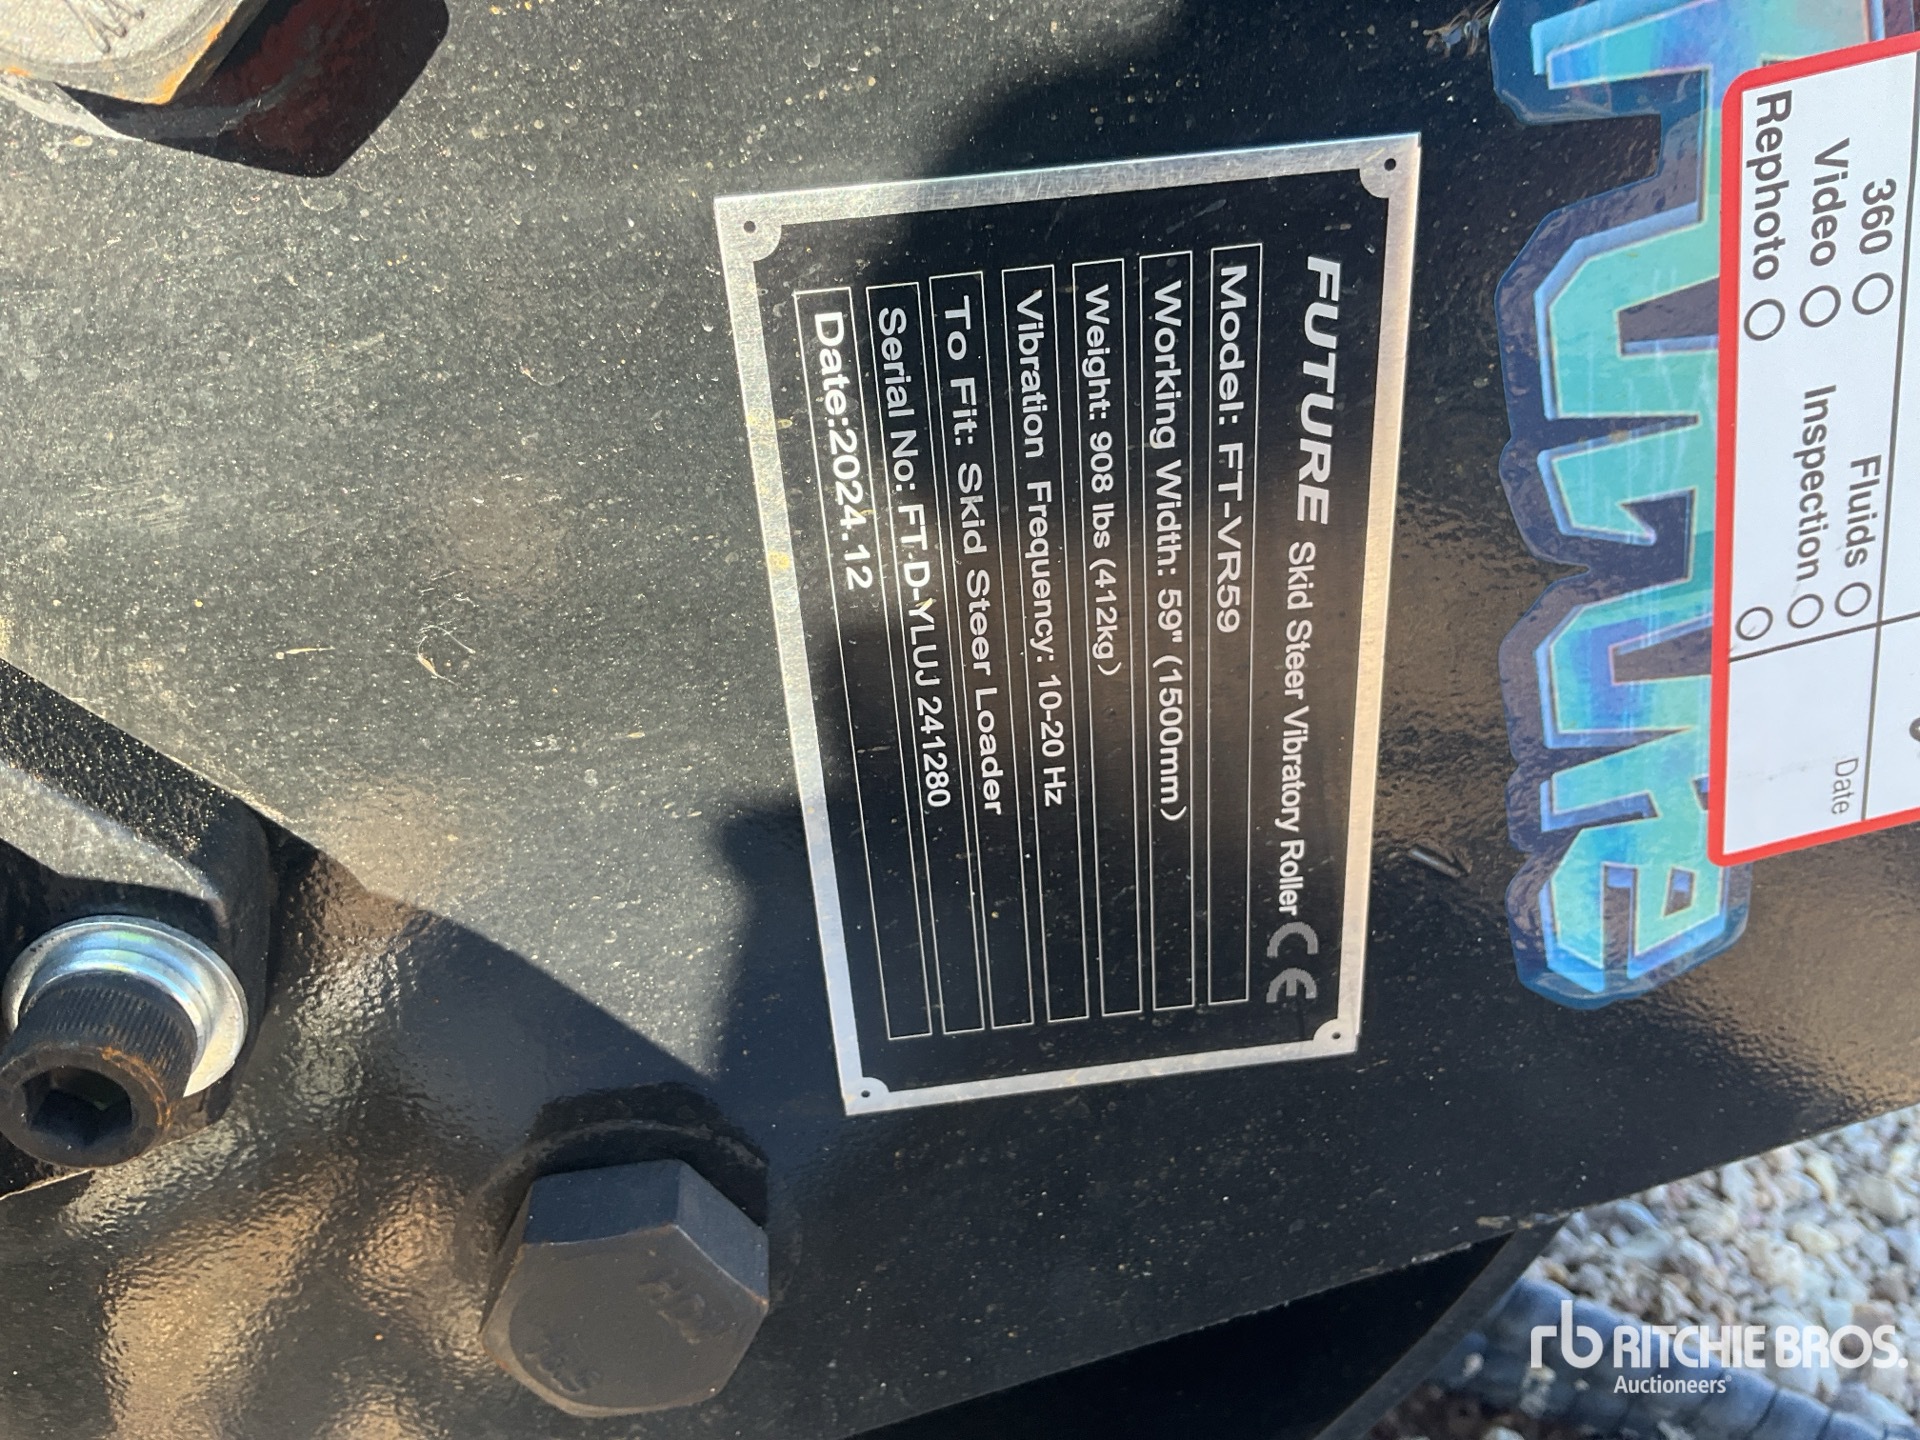 FUTURE Skid Steer Vibratory Roller CE
Model: FT-VR59
Working Width: 59" (1500mm)
Weight: 908 lbs (412kg)
Vibration Frequency: 10-20 Hz
To Fit: Skid Steer Loader
Serial No: FT-D-YLUJ 241280
Date:2024.12
360
Video
Rephoto
Fluids
Inspection
Date
rb RITCHIE BROS.
Auctioneers